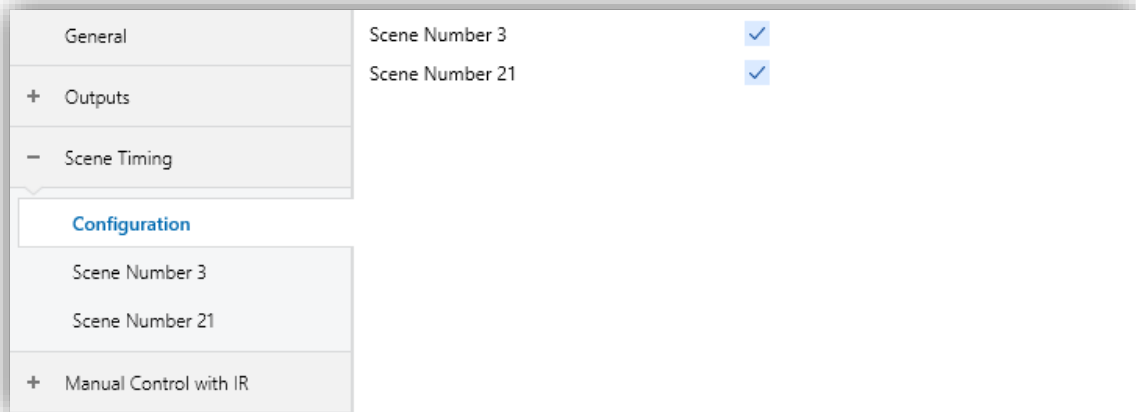 General
+ Outputs
− Scene Timing
Configuration
Scene Number 3
Scene Number 21
+ Manual Control with IR
Scene Number 3
Scene Number 21